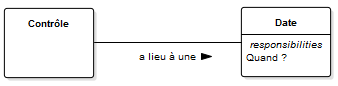 Contrôle
Date
responsibilities
Quand ?
a lieu à une